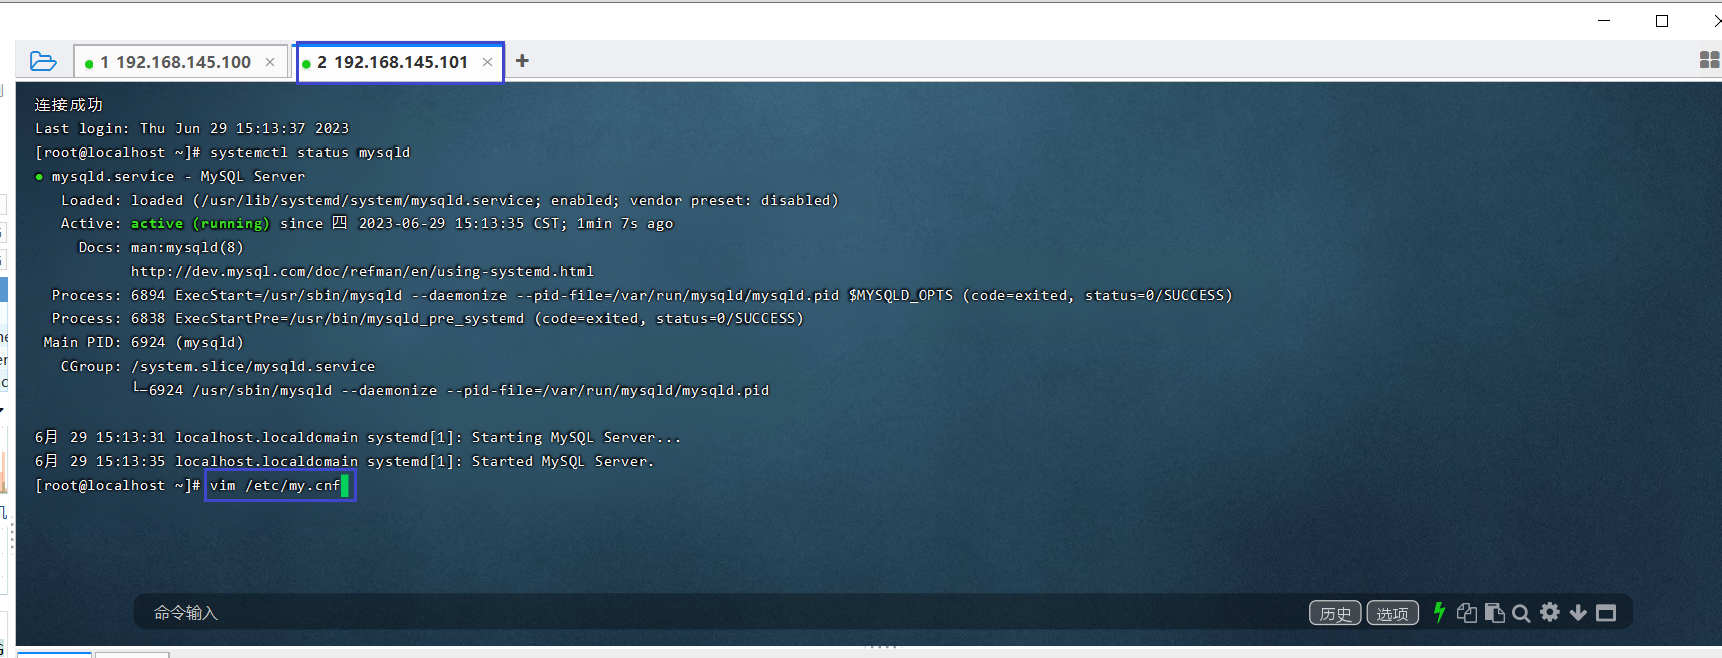 1 192.168.145.100 × 2 192.168.145.101 × +
连接成功
Last login: Thu Jun 29 15:13:37 2023
[root@localhost ~]# systemctl status mysqld
● mysqld.service - MySQL Server
Loaded: loaded (/usr/lib/systemd/system/mysqld.service; enabled; vendor preset: disabled)
Active: active (running) since 四 2023-06-29 15:13:35 CST; 1min 7s ago
Docs: man:mysqld(8)
http://dev.mysql.com/doc/refman/en/using-systemd.html
Process: 6894 ExecStart=/usr/sbin/mysqld --daemonize --pid-file=/var/run/mysqld/mysqld.pid $MYSQLD_OPTS (code=exited, status=0/SUCCESS)
Process: 6838 ExecStartPre=/usr/bin/mysqld_pre_systemd (code=exited, status=0/SUCCESS)
Main PID: 6924 (mysqld)
CGroup: /system.slice/mysqld.service
└─6924 /usr/sbin/mysqld --daemonize --pid-file=/var/run/mysqld/mysqld.pid
6月 29 15:13:31 localhost.localdomain systemd[1]: Starting MySQL Server...
6月 29 15:13:35 localhost.localdomain systemd[1]: Started MySQL Server.
[root@localhost ~]# vim /etc/my.cnf
命令输入 历史 选项